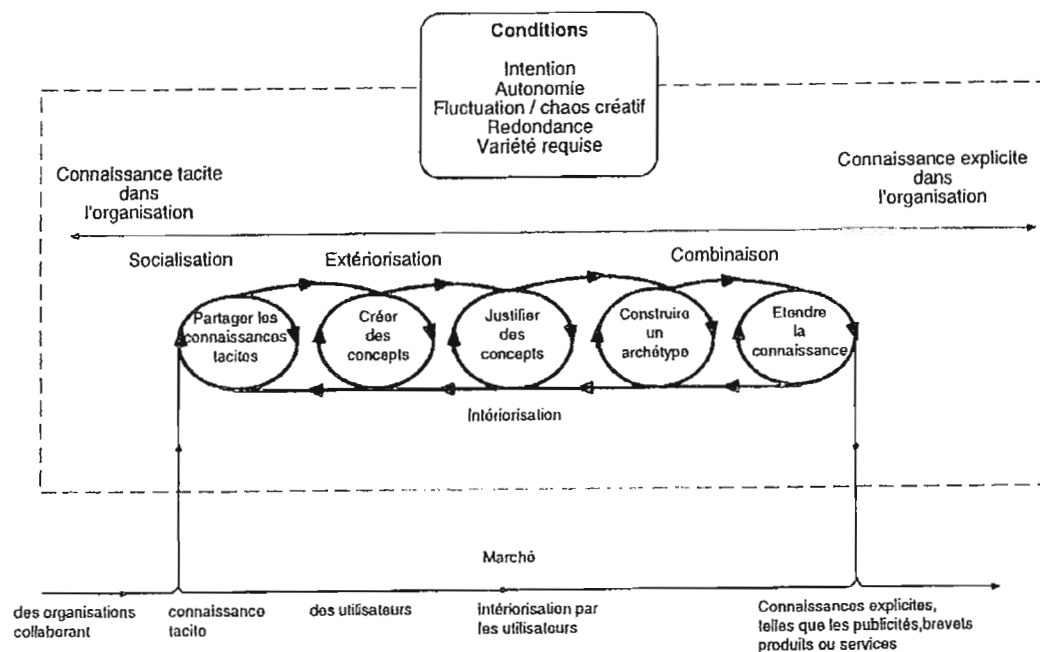 Conditions
Intention
Autonomie
Fluctuation / chaos créatif
Redondance
Variété requise
Connaissance tacite
dans
l'organisation
Connaissance explicite
dans
l'organisation
Socialisation
Extériorisation
Combinaison
Partager les
connaissances
tacites
Créer
des
concepts
Justifier
des
concepts
Construire
un
archétype
Etendre
la
connaissance
Intériorisation
Marché
des organisations
collaborant
connaissance
tacite
des utilisateurs
intériorisation par
les utilisateurs
Connaissances explicites,
telles que les publicités,brevets
produits ou services